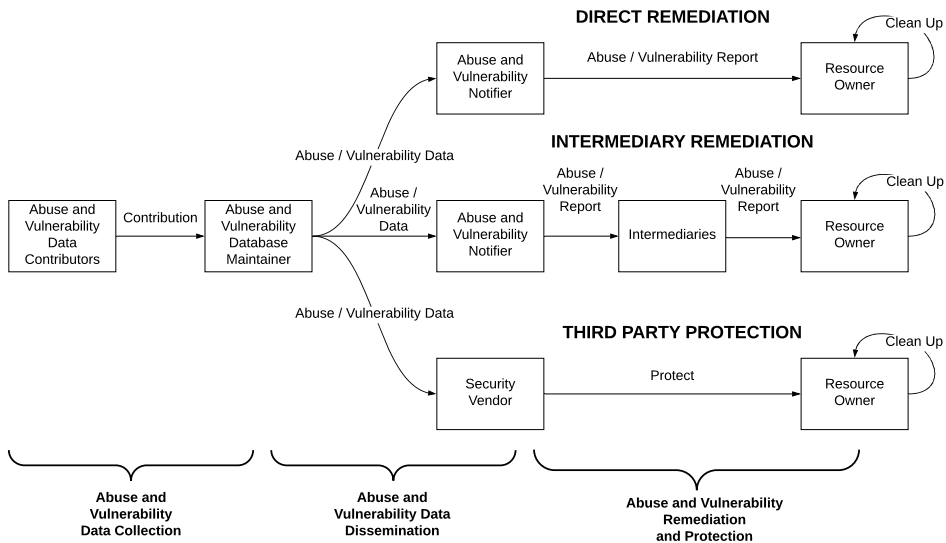 DIRECT REMEDIATION
Clean Up
Abuse and
Vulnerability
Notifier
Abuse / Vulnerability Report
Resource
Owner
Abuse / Vulnerability Data
INTERMEDIARY REMEDIATION
Abuse and
Vulnerability
Data
Contributors
Contribution
Abuse and
Vulnerability
Database
Maintainer
Abuse /
Vulnerability
Data
Abuse and
Vulnerability
Notifier
Abuse /
Vulnerability
Report
Intermediaries
Abuse /
Vulnerability
Report
Resource
Owner
Clean Up
Abuse / Vulnerability Data
THIRD PARTY PROTECTION
Clean Up
Security
Vendor
Protect
Resource
Owner
Abuse and
Vulnerability
Data Collection
Abuse and
Vulnerability Data
Dissemination
Abuse and Vulnerability
Remediation
and Protection